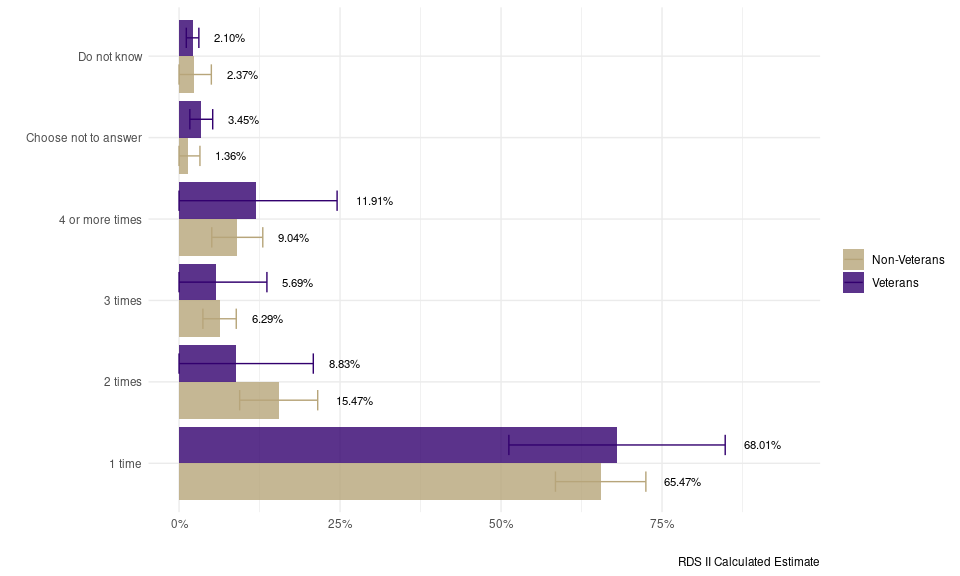 Do not know
2.10%
2.37%
Choose not to answer
3.45%
1.36%
4 or more times
11.91%
9.04%
3 times
5.69%
6.29%
2 times
8.83%
15.47%
1 time
68.01%
65.47%
0%
25%
50%
75%
RDS II Calculated Estimate
Non-Veterans
Veterans